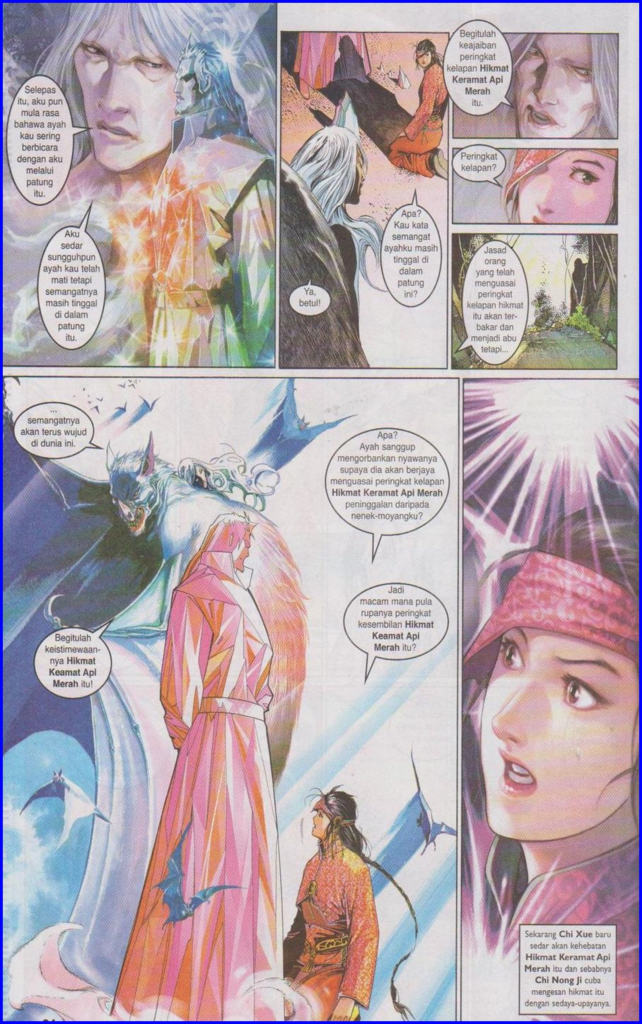 Selepas
itu, aku pun
mula rasa
bahawa ayah
kau sering
berbicara
dengan aku
melalui
patung
itu.
Aku
sedar
sungguhpun
ayah kau telah
mati tetapi
semangatnya
masih tinggal
di dalam
patung
itu.
Apa?
Kau kata
semangat
ayahku masih
tinggal di
dalam
patung
ini?
Ya,
betul!
Begitulah
keajaiban
peringkat
kelapan Hikmat
Keramat Api
Merah
itu.
Peringkat
kelapan?
Jasad
orang
yang telah
menguasai
peringkat
kelapan hikmat
itu akan ter-
bakar dan
menjadi abu
tetapi...
...
semangatnya
akan terus wujud
di dunia ini.
Apa?
Ayah sanggup
mengorbankan nyawanya
supaya dia akan berjaya
menguasai peringkat kelapan
Hikmat Keramat Api Merah
peninggalan daripada
nenek-moyangku?
Begitulah
keistimewaan-
nya Hikmat
Keamat Api
Merah itu!
Jadi
macam mana pula
rupanya peringkat
kesembilan Hikmat
Keamat Api
Merah itu?
Sekarang Chi Xue baru
sedar akan kehebatan
Hikmat Keramat Api
Merah itu dan sebabnya
Chi Nong Ji cuba
mengesan hikmat itu
dengan sedaya-upayanya.